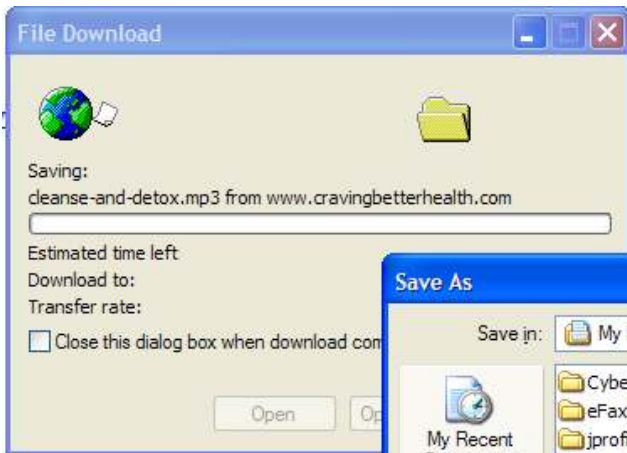 File Download
Saving:
cleanse-and-detox.mp3 from www.cravingbetterhealth.com
Estimated time left
Download to:
Transfer rate:
Close this dialog box when download com
Open
Op
Save As
Save in:
My
Cybe
eFax
jprofi
My Recent